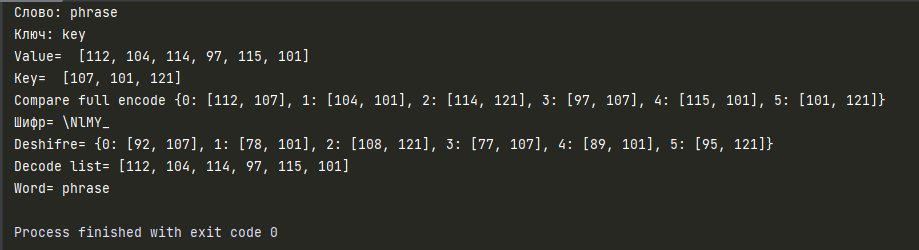 Слово: phrase
Ключ: key
Value=  [112, 104, 114, 97, 115, 101]
Key=  [107, 101, 121]
Compare full encode {0: [112, 107], 1: [104, 101], 2: [114, 121], 3: [97, 107], 4: [115, 101], 5: [101, 121]}
Шифр= \NlMY_
Deshifre= {0: [92, 107], 1: [78, 101], 2: [108, 121], 3: [77, 107], 4: [89, 101], 5: [95, 121]}
Decode list= [112, 104, 114, 97, 115, 101]
Word= phrase
Process finished with exit code 0